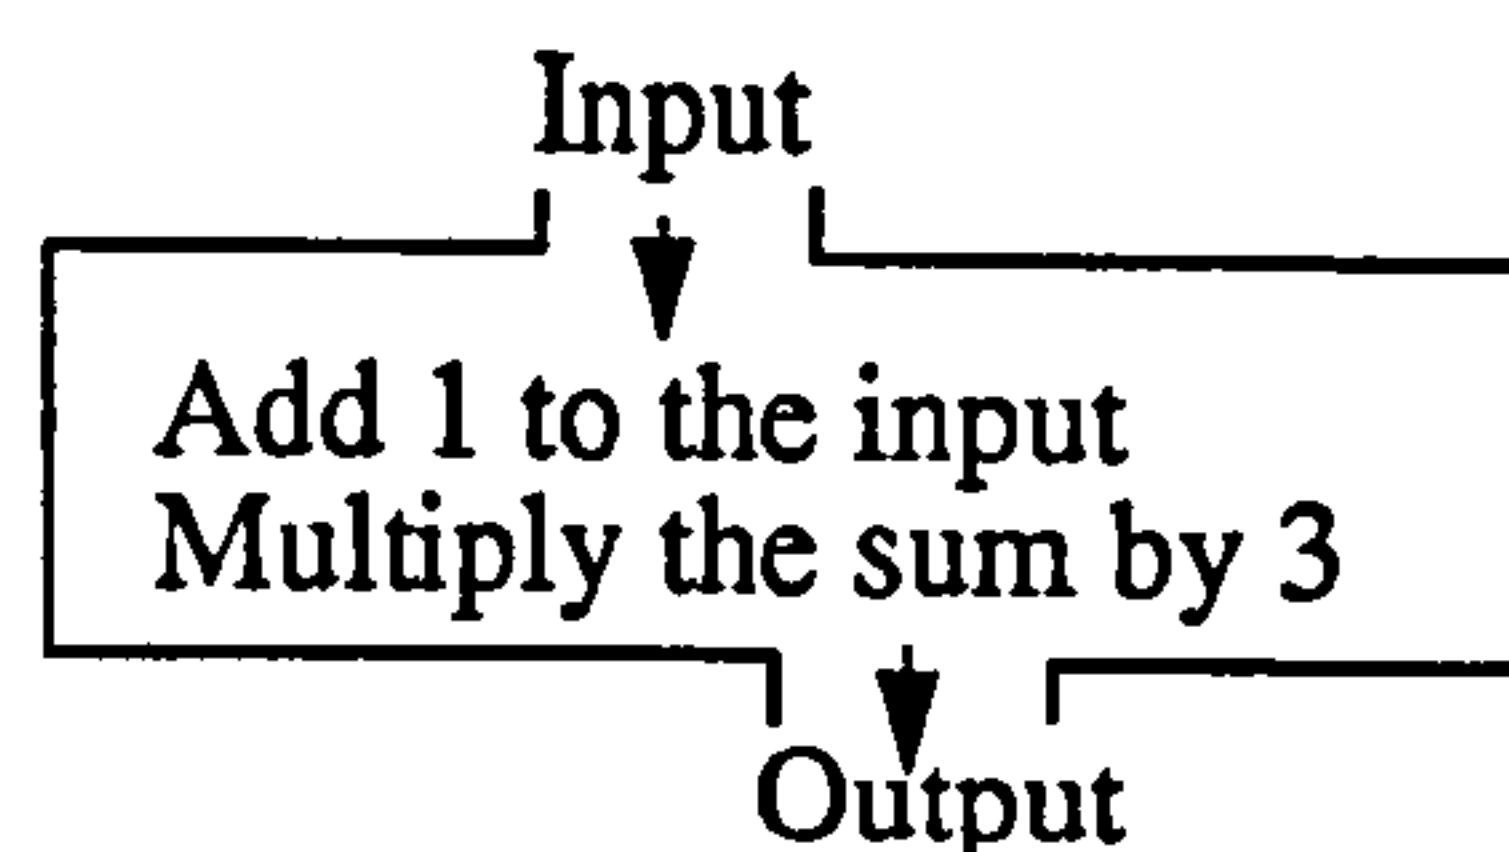 Input
Add 1 to the input
Multiply the sum by 3
Output